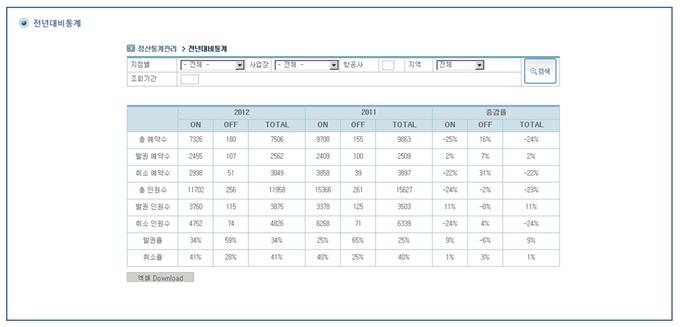 전년대비통계
정산통계관리 > 전년대비통계
지점별 - 전체 - 사업장 - 전체 - 항공사 지역 전체 검색
조회기간
2012 2011 증감율
ON OFF TOTAL ON OFF TOTAL ON OFF TOTAL
총 예약수 7326 180 7506 9708 155 9863 -25% 16% -24%
발권 예약수 2455 107 2562 2409 100 2509 2% 7% 2%
취소 예약수 2998 51 3049 3858 39 3897 -22% 31% -22%
총 인원수 11702 256 11958 15366 261 15627 -24% -2% -23%
발권 인원수 3760 115 3875 3378 125 3503 11% -8% 11%
취소 인원수 4752 74 4826 6268 71 6339 -24% 4% -24%
발권율 34% 59% 34% 25% 65% 25% 9% -6% 9%
취소율 41% 28% 41% 40% 25% 40% 1% 3% 1%
엑셀 Download